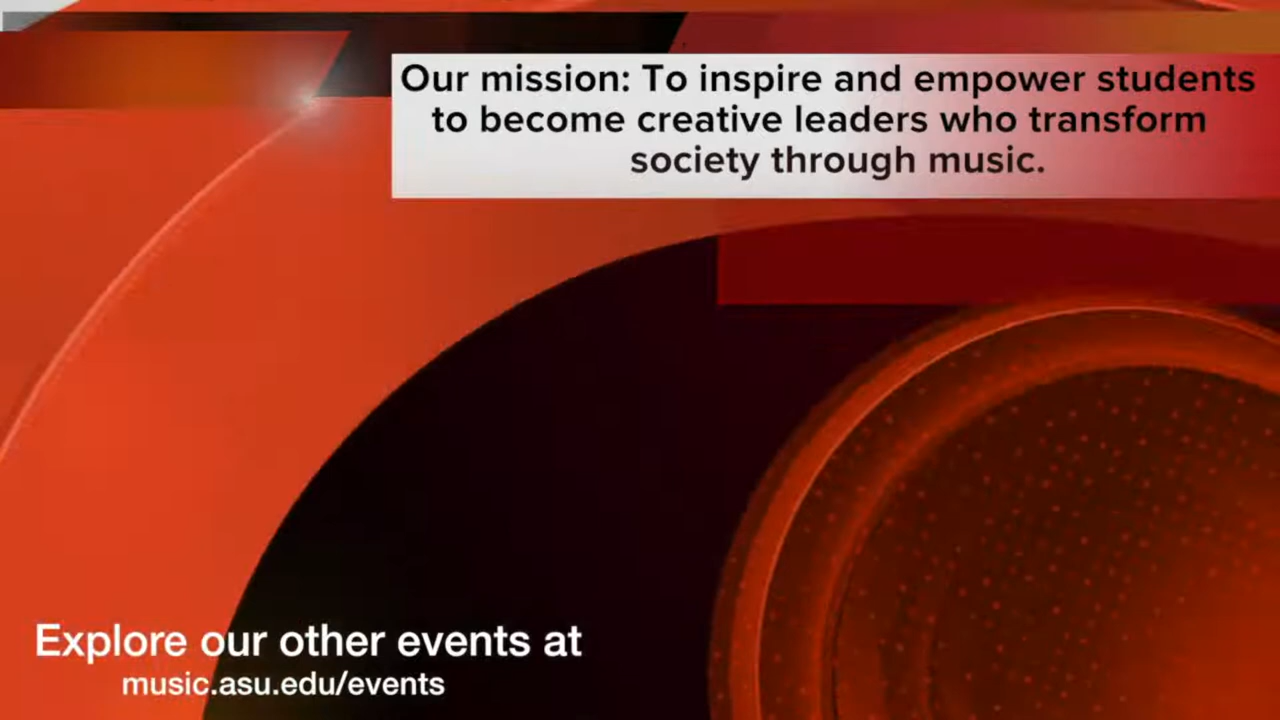 Our mission: To inspire and empower students
to become creative leaders who transform
society through music.
Explore our other events at
music.asu.edu/events